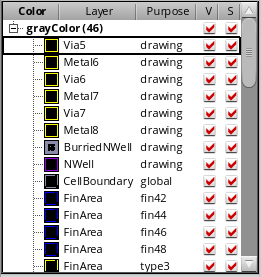 Color Layer Purpose V S
grayColor (46)
Via5 drawing
Metal6 drawing
Via6 drawing
Metal7 drawing
Via7 drawing
Metal8 drawing
BurriedNWell drawing
NWell drawing
CellBoundary global
FinArea fin42
FinArea fin44
FinArea fin46
FinArea fin48
FinArea type3